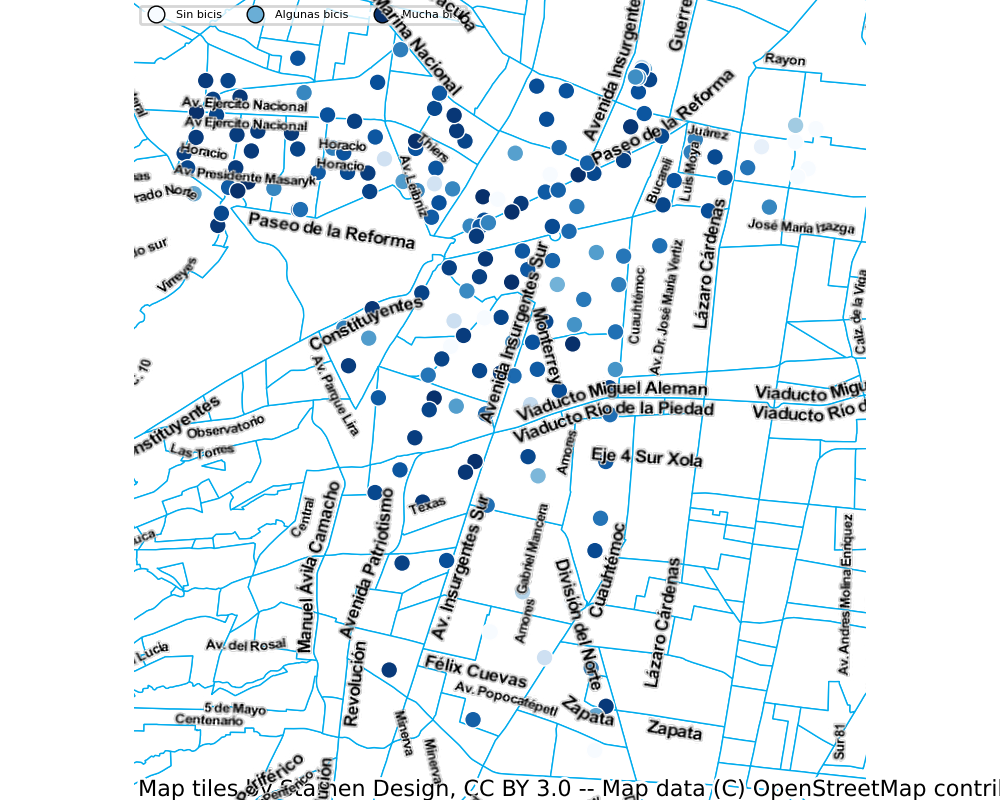 Sin bicis
Algunas bicis
Mucha bi
Marina Nacional
Avenida Insurgente
Guerre
Rayon
Paseo de la Reforma
Av. Ejercito Nacional
Av Ejercito Nacional
Thiers
Juárez
Horacio
Horacio
Horacio
Luis Moya
Bucareli
Av. Presidente Masaryk
Av. Leibniz
rado Norte
Paseo de la Reforma
José María Izazga
Lázaro Cárdenas
Virreyes
Cuauhtémoc
Av. Dr. José María Vertiz
Calz. de la Viga
Constituyentes
Avenida Insurgentes Sur
Monterrey
Av. Parque Lira
Viaducto Miguel Aleman
Viaducto Migu
Viaducto Río de la Piedad
Viaducto Río d
nstituyentes
Observatorio
Las Torres
Amores
Eje 4 Sur Xola
Central
Texas
Manuel Ávila Camacho
Avenida Patriotismo
Av. Insurgentes Sur
Gabriel Mancera
Amores
División del Norte
Cuauhtémoc
Lázaro Cárdenas
Av. Andres Molina Enriquez
Lucia
Av. del Rosal
Revolución
Félix Cuevas
Av. Popocatépetl
5 de Mayo
Centenario
Minerva
Minerva
Zapata
Zapata
Sur 81
Periférico
Periférico
ución
Map tiles by Stamen Design, CC BY 3.0 -- Map data (C) OpenStreetMap contri